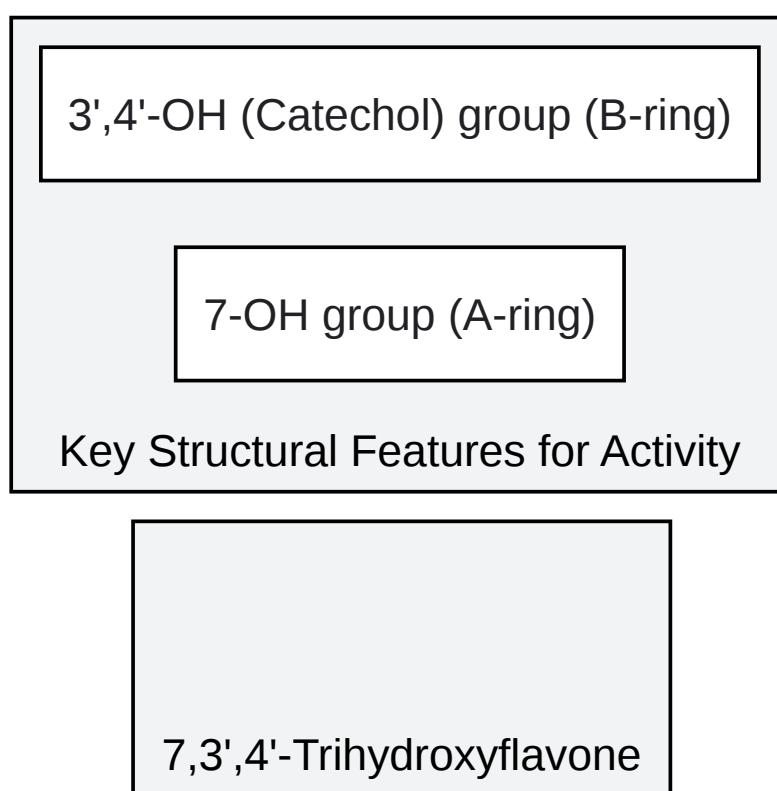 3',4'-OH (Catechol) group (B-ring)
7-OH group (A-ring)
Key Structural Features for Activity
7,3',4'-Trihydroxyflavone